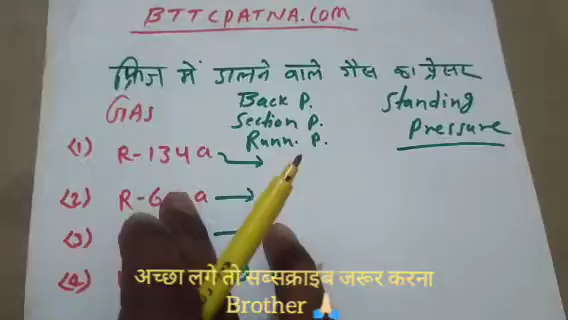 BTTCPATNA.COM
फ्रिज में डालने वाले गैस का प्रेसर
GAS
Back P.
Section P.
Runn. P.
Standing
Pressure
(1) R-134a →
(2)
(3)
(4)
अच्छा लगे तो सब्सक्राइब जरूर करना
Brother 🙏🏻